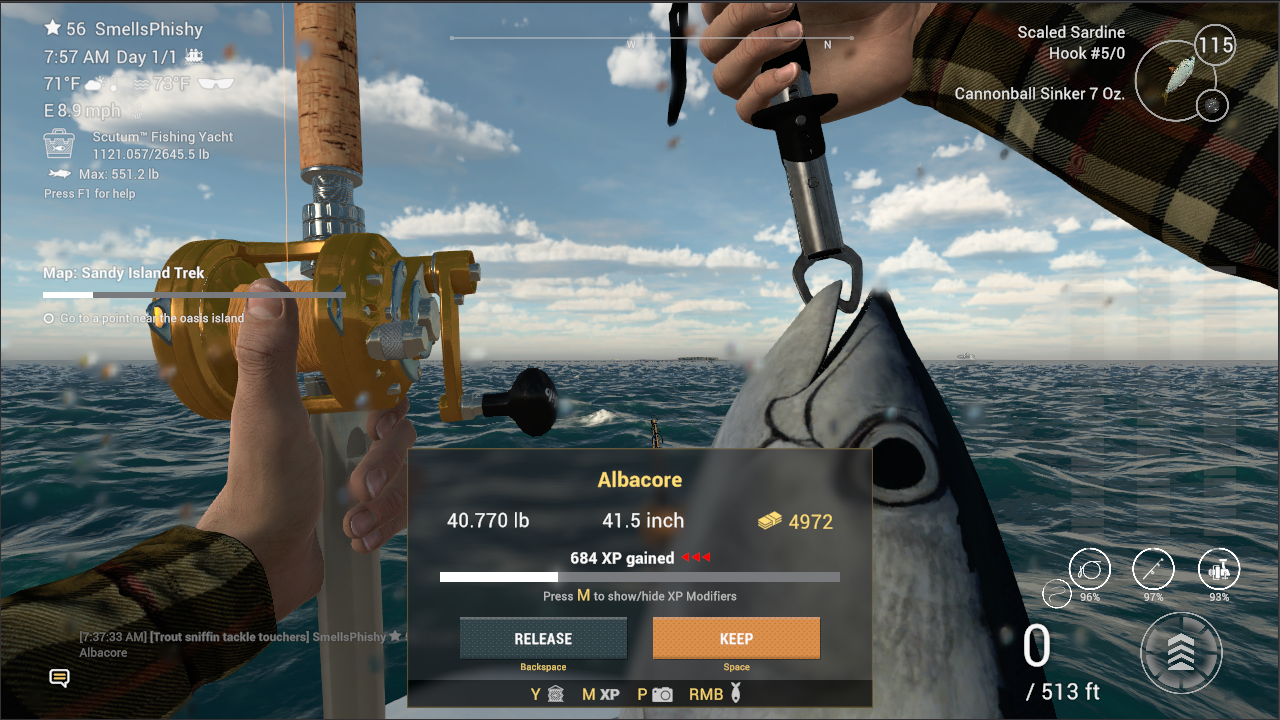 56 SmellsPhishy
7:57 AM Day 1/1
71°F 73°F
E 8.9 mph
Scutum™ Fishing Yacht
1121.057/2645.5 lb
Max: 551.2 lb
Press F1 for help
W N
Scaled Sardine
Hook #5/0
115
Cannonball Sinker 7 Oz.
Map: Sandy Island Trek
Go to a point near the oasis island
Albacore
40.770 lb 41.5 inch 4972
684 XP gained
Press M to show/hide XP Modifiers
RELEASE KEEP
Backspace Space
Y M XP P RMB
[7:37:33 AM] [Trout sniffin tackle touchers] SmellsPhishy
Albacore
96% 97% 93%
0
/ 513 ft